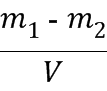 m₁ - m₂
V